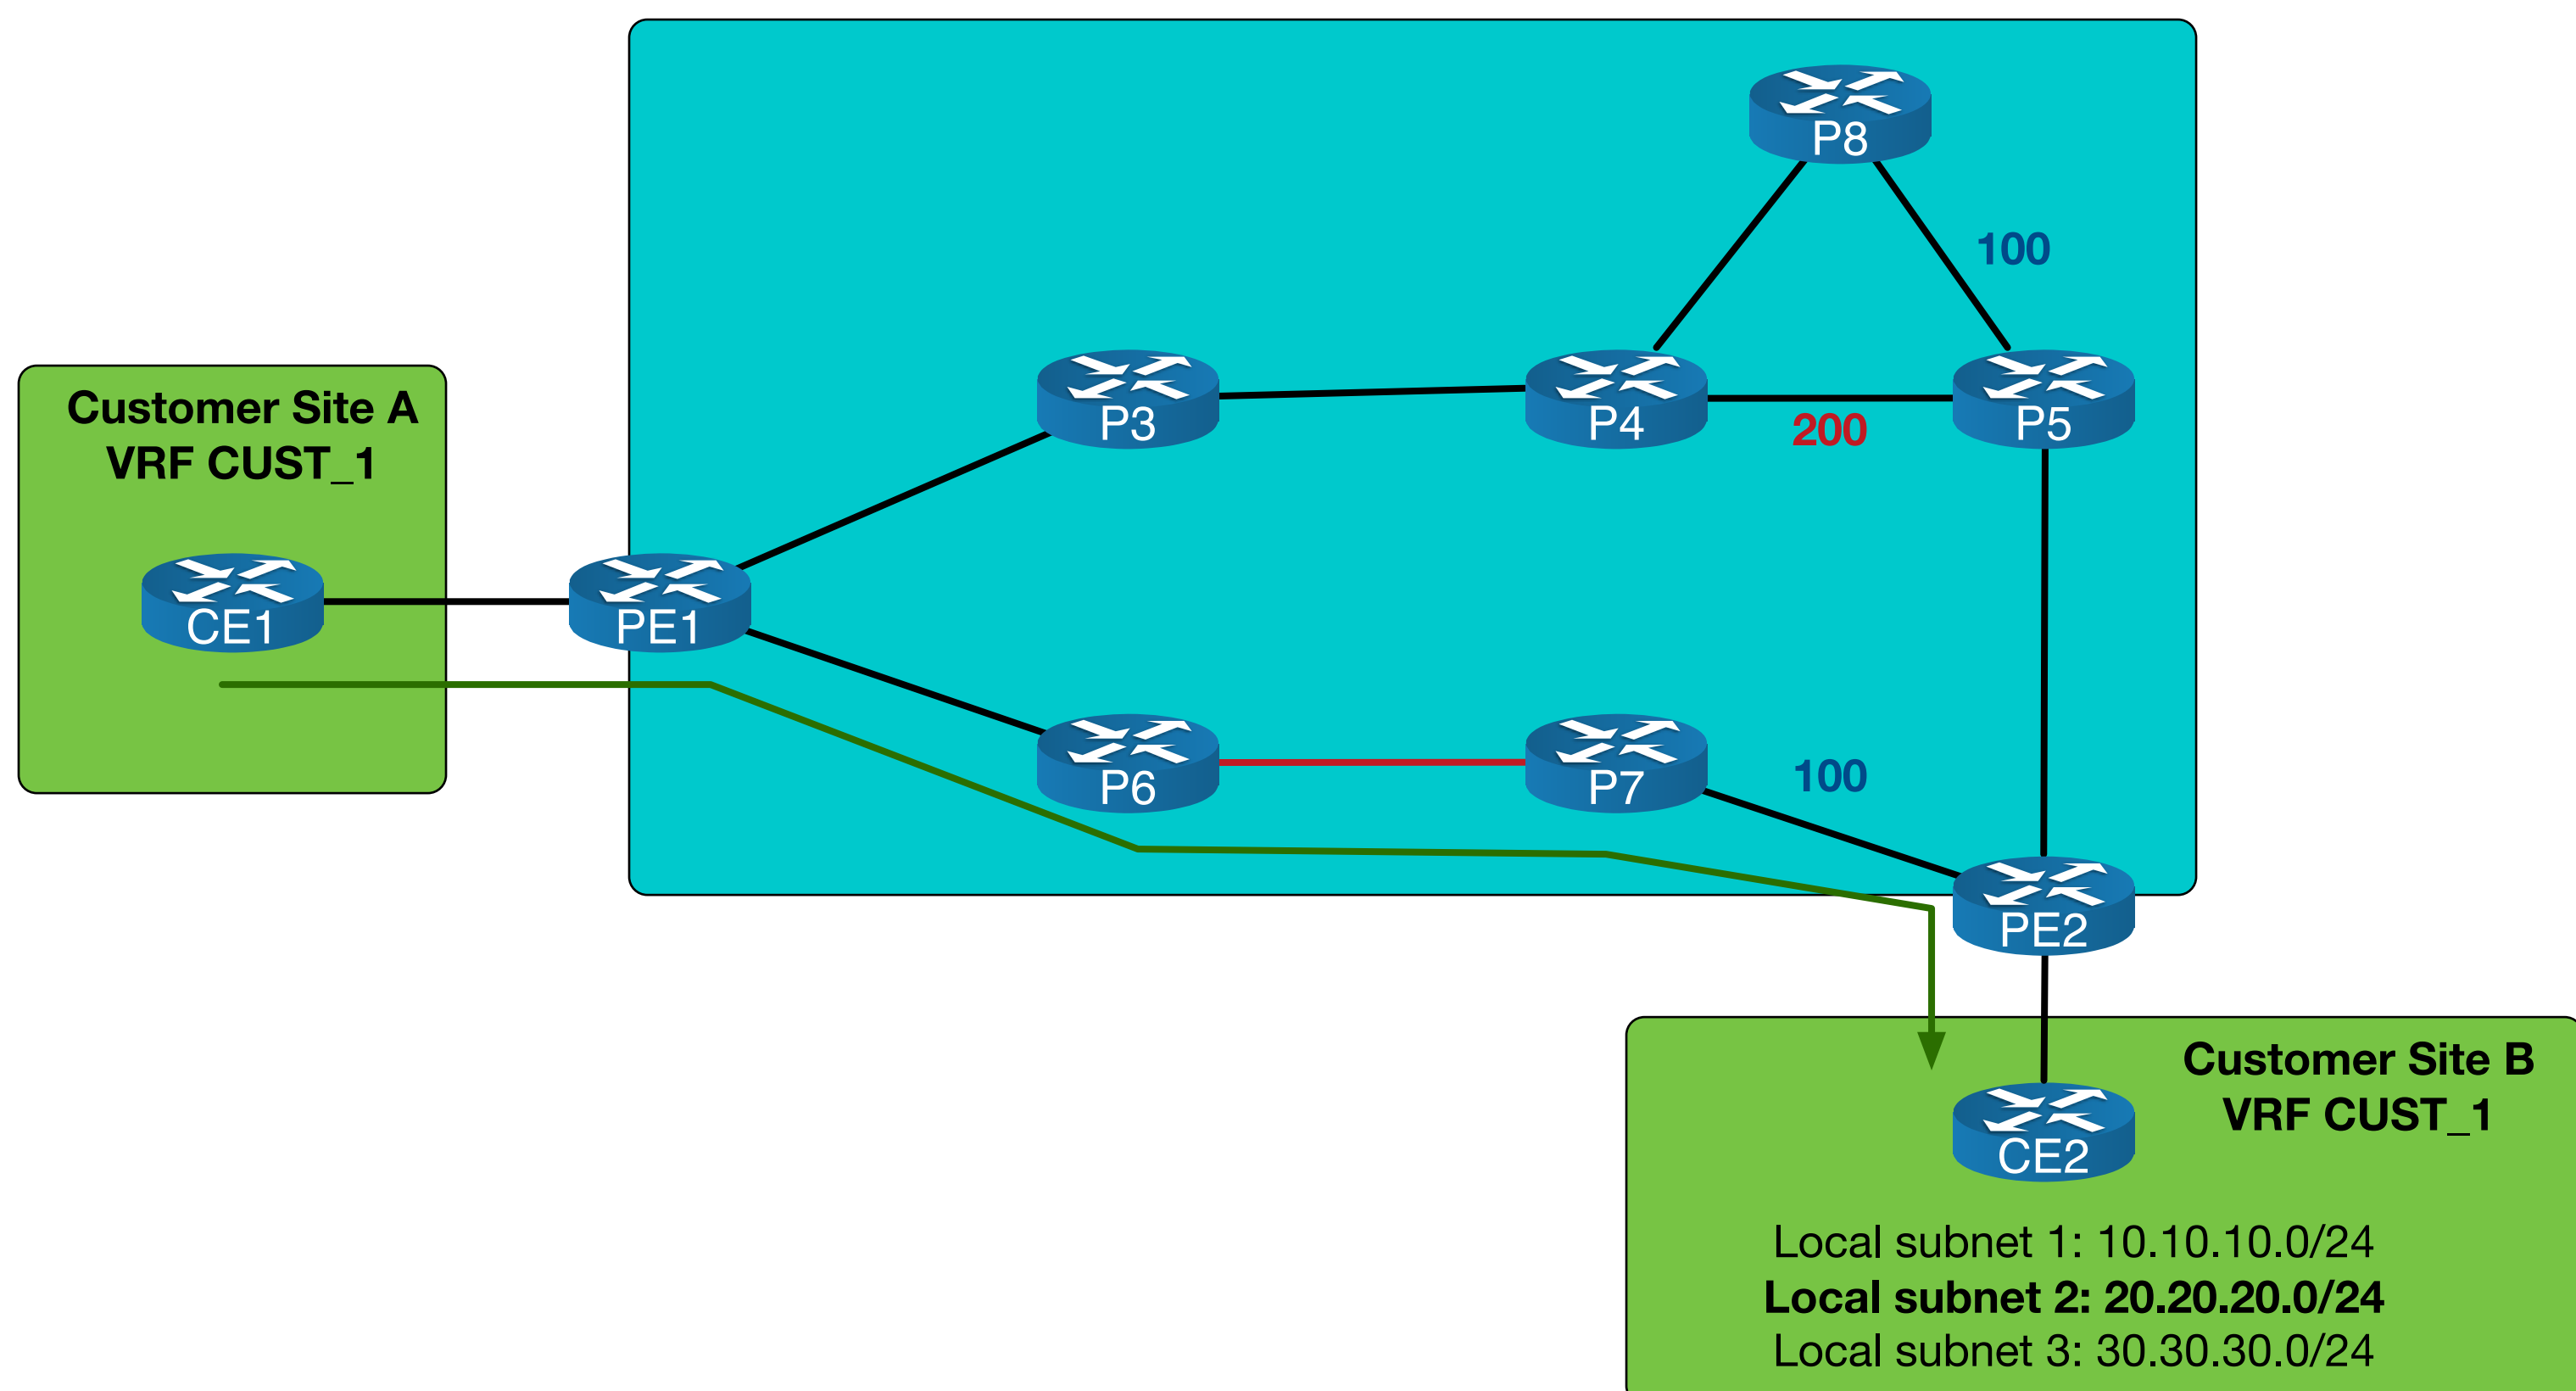 P8
100
Customer Site A
VRF CUST_1
P3
P4
200
P5
CE1
PE1
P6
P7
100
PE2
Customer Site B
VRF CUST_1
CE2
Local subnet 1: 10.10.10.0/24
Local subnet 2: 20.20.20.0/24
Local subnet 3: 30.30.30.0/24